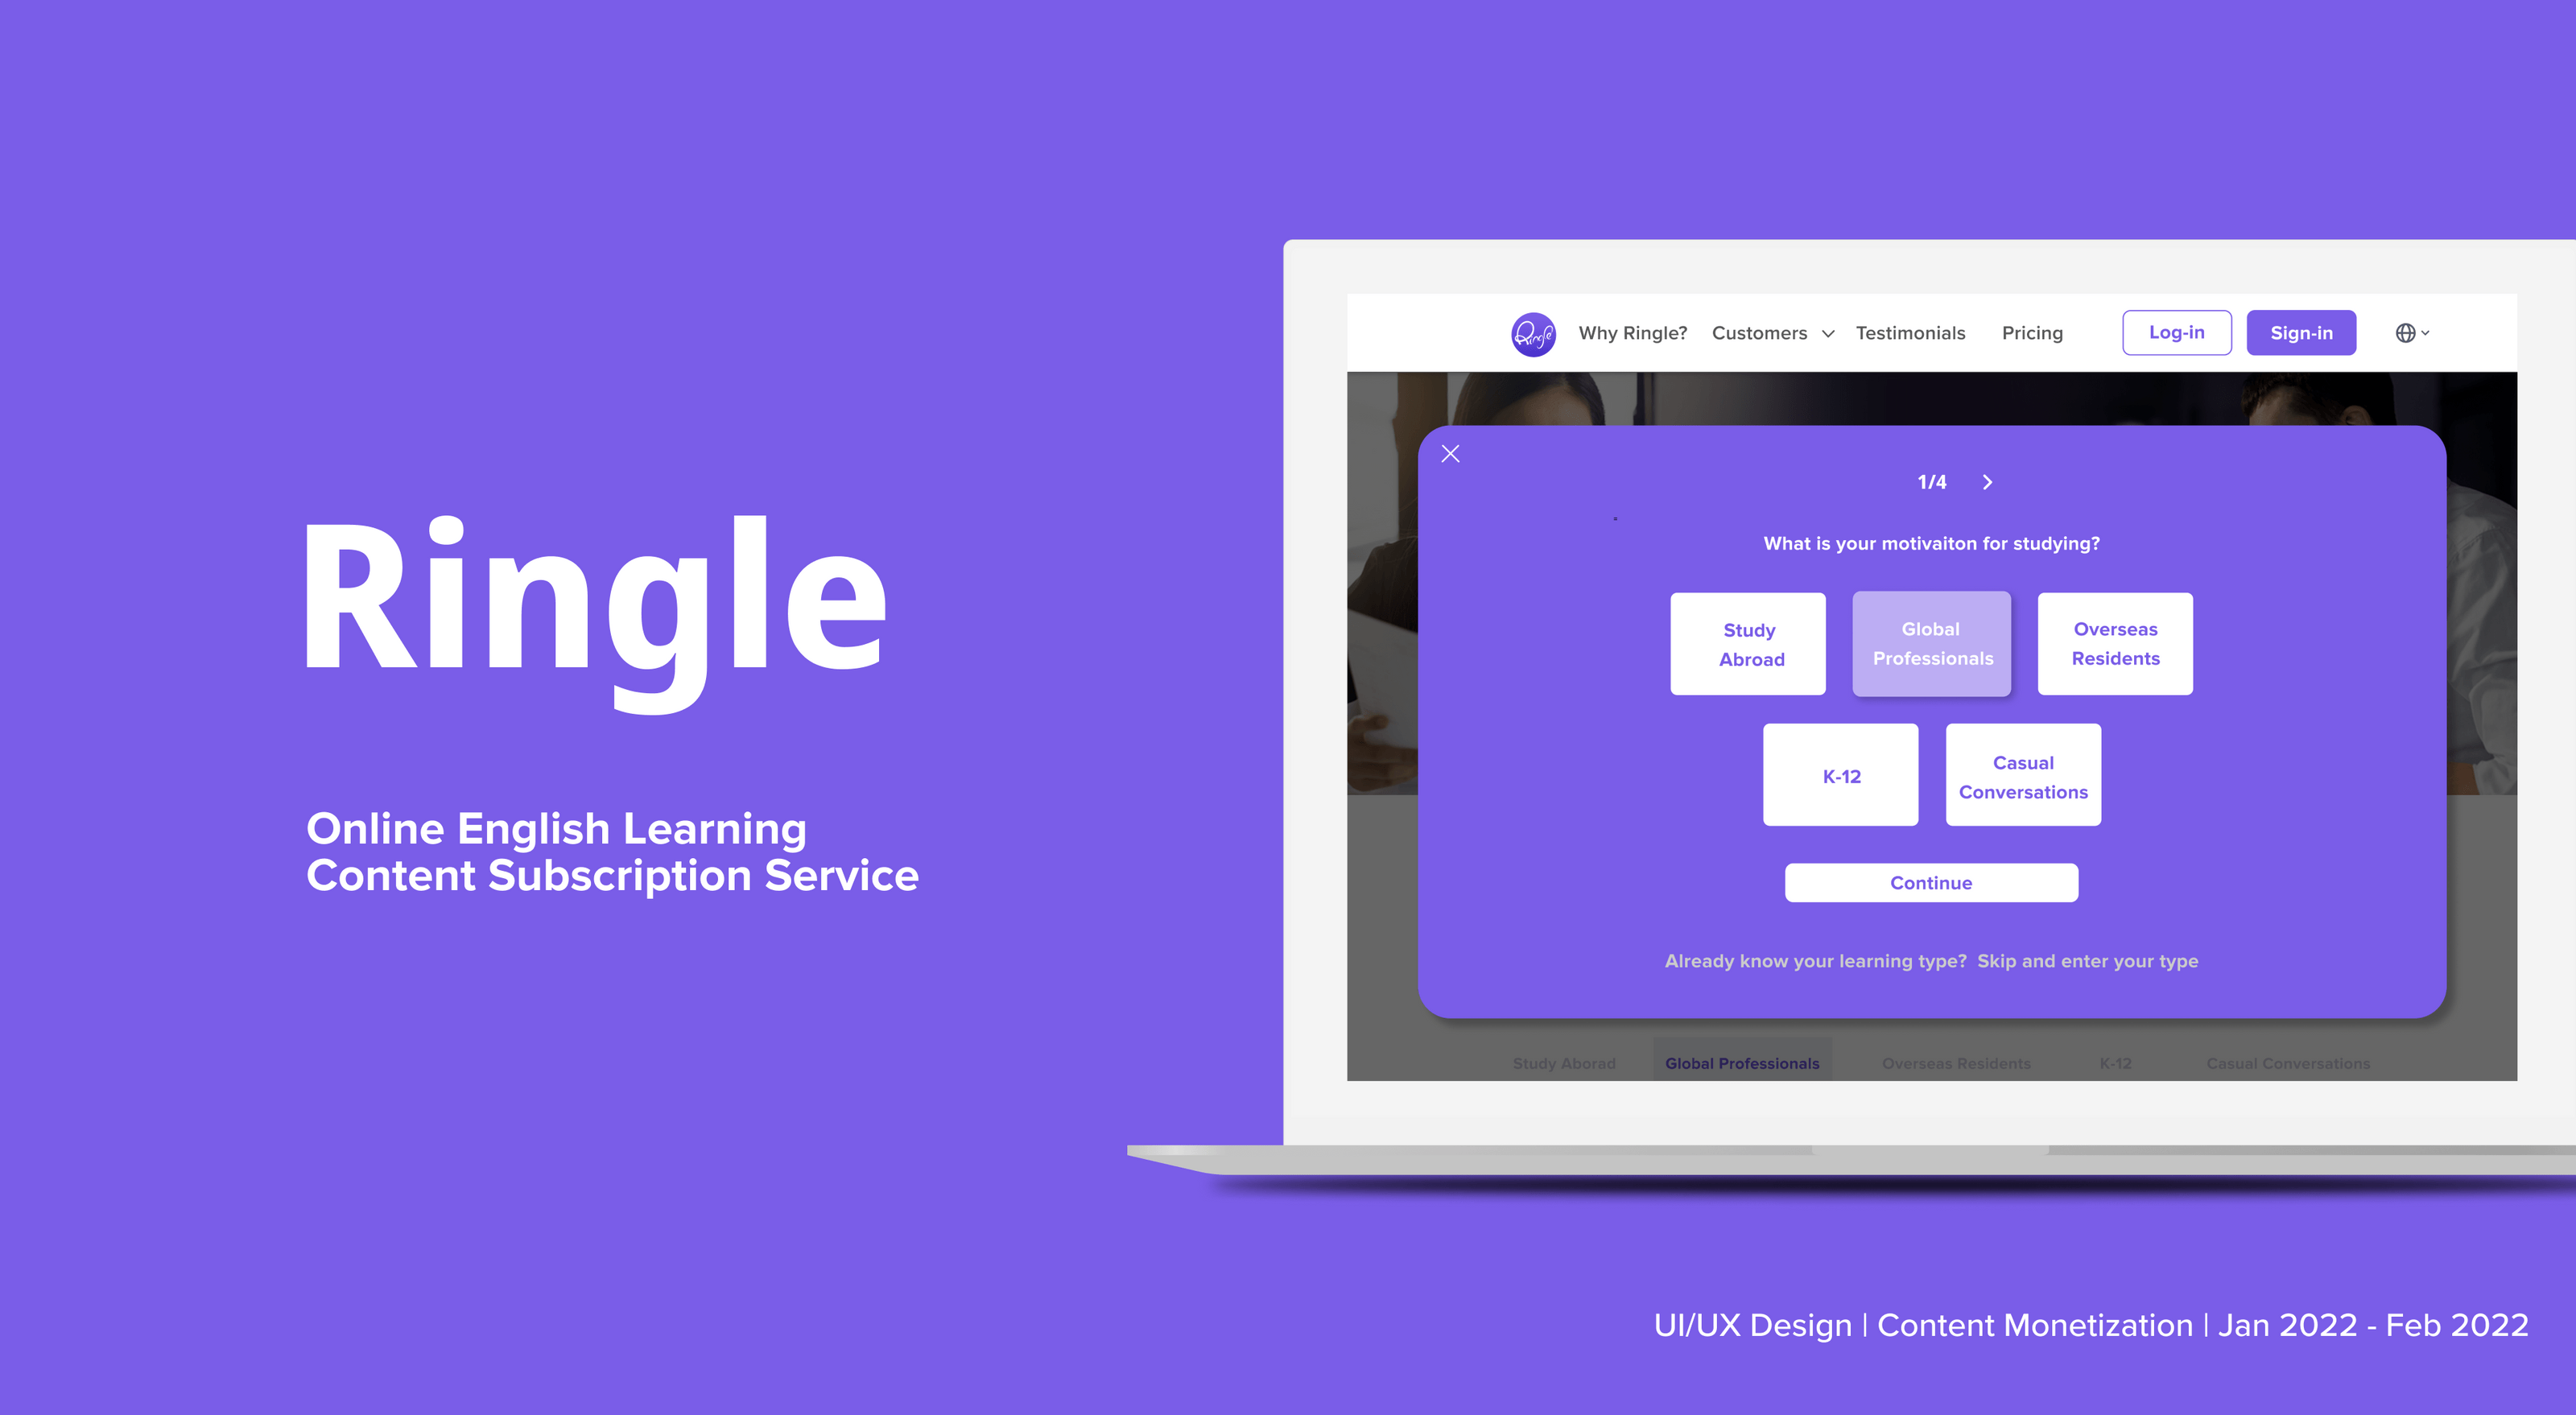 Ringle
Online English Learning
Content Subscription Service
Ringle
Why Ringle?
Customers
Testimonials
Pricing
Log-in
Sign-in
1/4
What is your motivaiton for studying?
Study
Abroad
Global
Professionals
Overseas
Residents
K-12
Casual
Conversations
Continue
Already know your learning type? Skip and enter your type
Study Aborad
Global Professionals
Overseas Residents
K-12
Casual Conversations
UI/UX Design | Content Monetization | Jan 2022 - Feb 2022